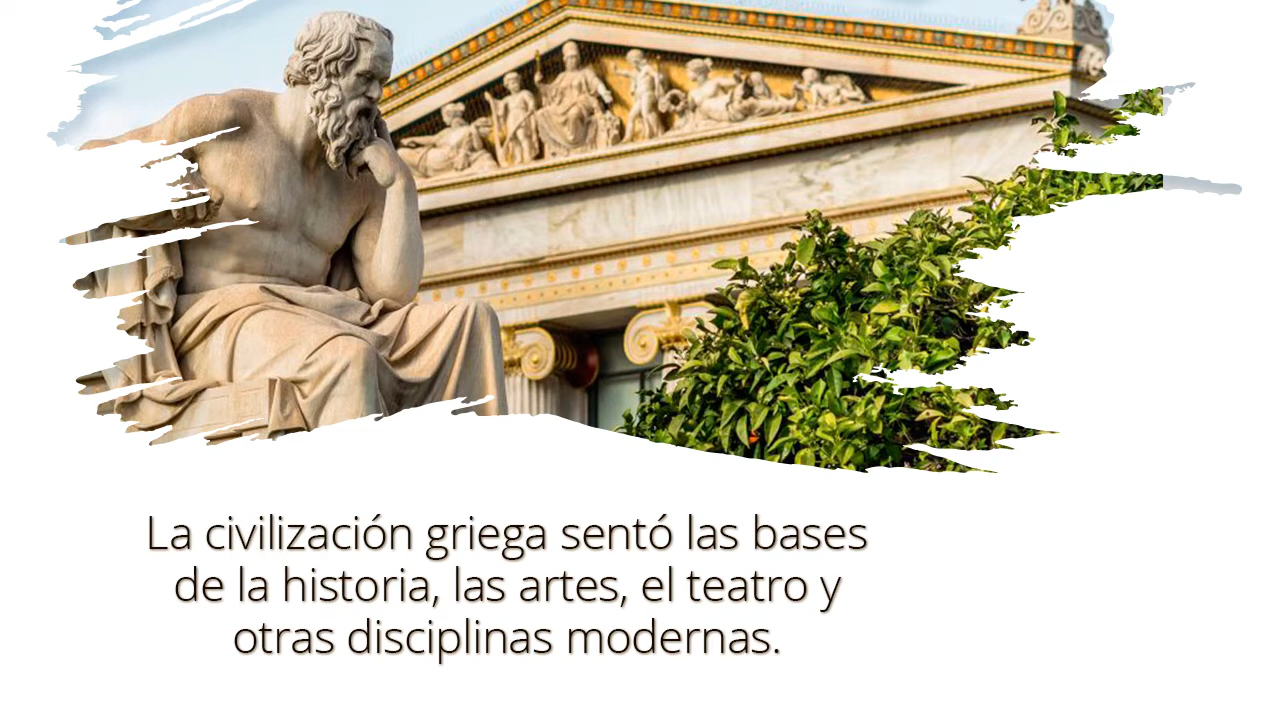 La civilización griega sentó las bases
de la historia, las artes, el teatro y
otras disciplinas modernas.